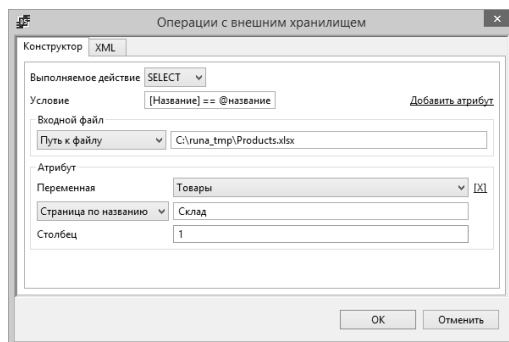 Операции с внешним хранилищем
Конструктор XML
Выполняемое действие SELECT
Условие [Название] == @название Добавить атрибут
Входной файл
Путь к файлу C:\runa_tmp\Products.xlsx
Атрибут
Переменная Товары [X]
Страница по названию Склад
Столбец 1
OK Отменить